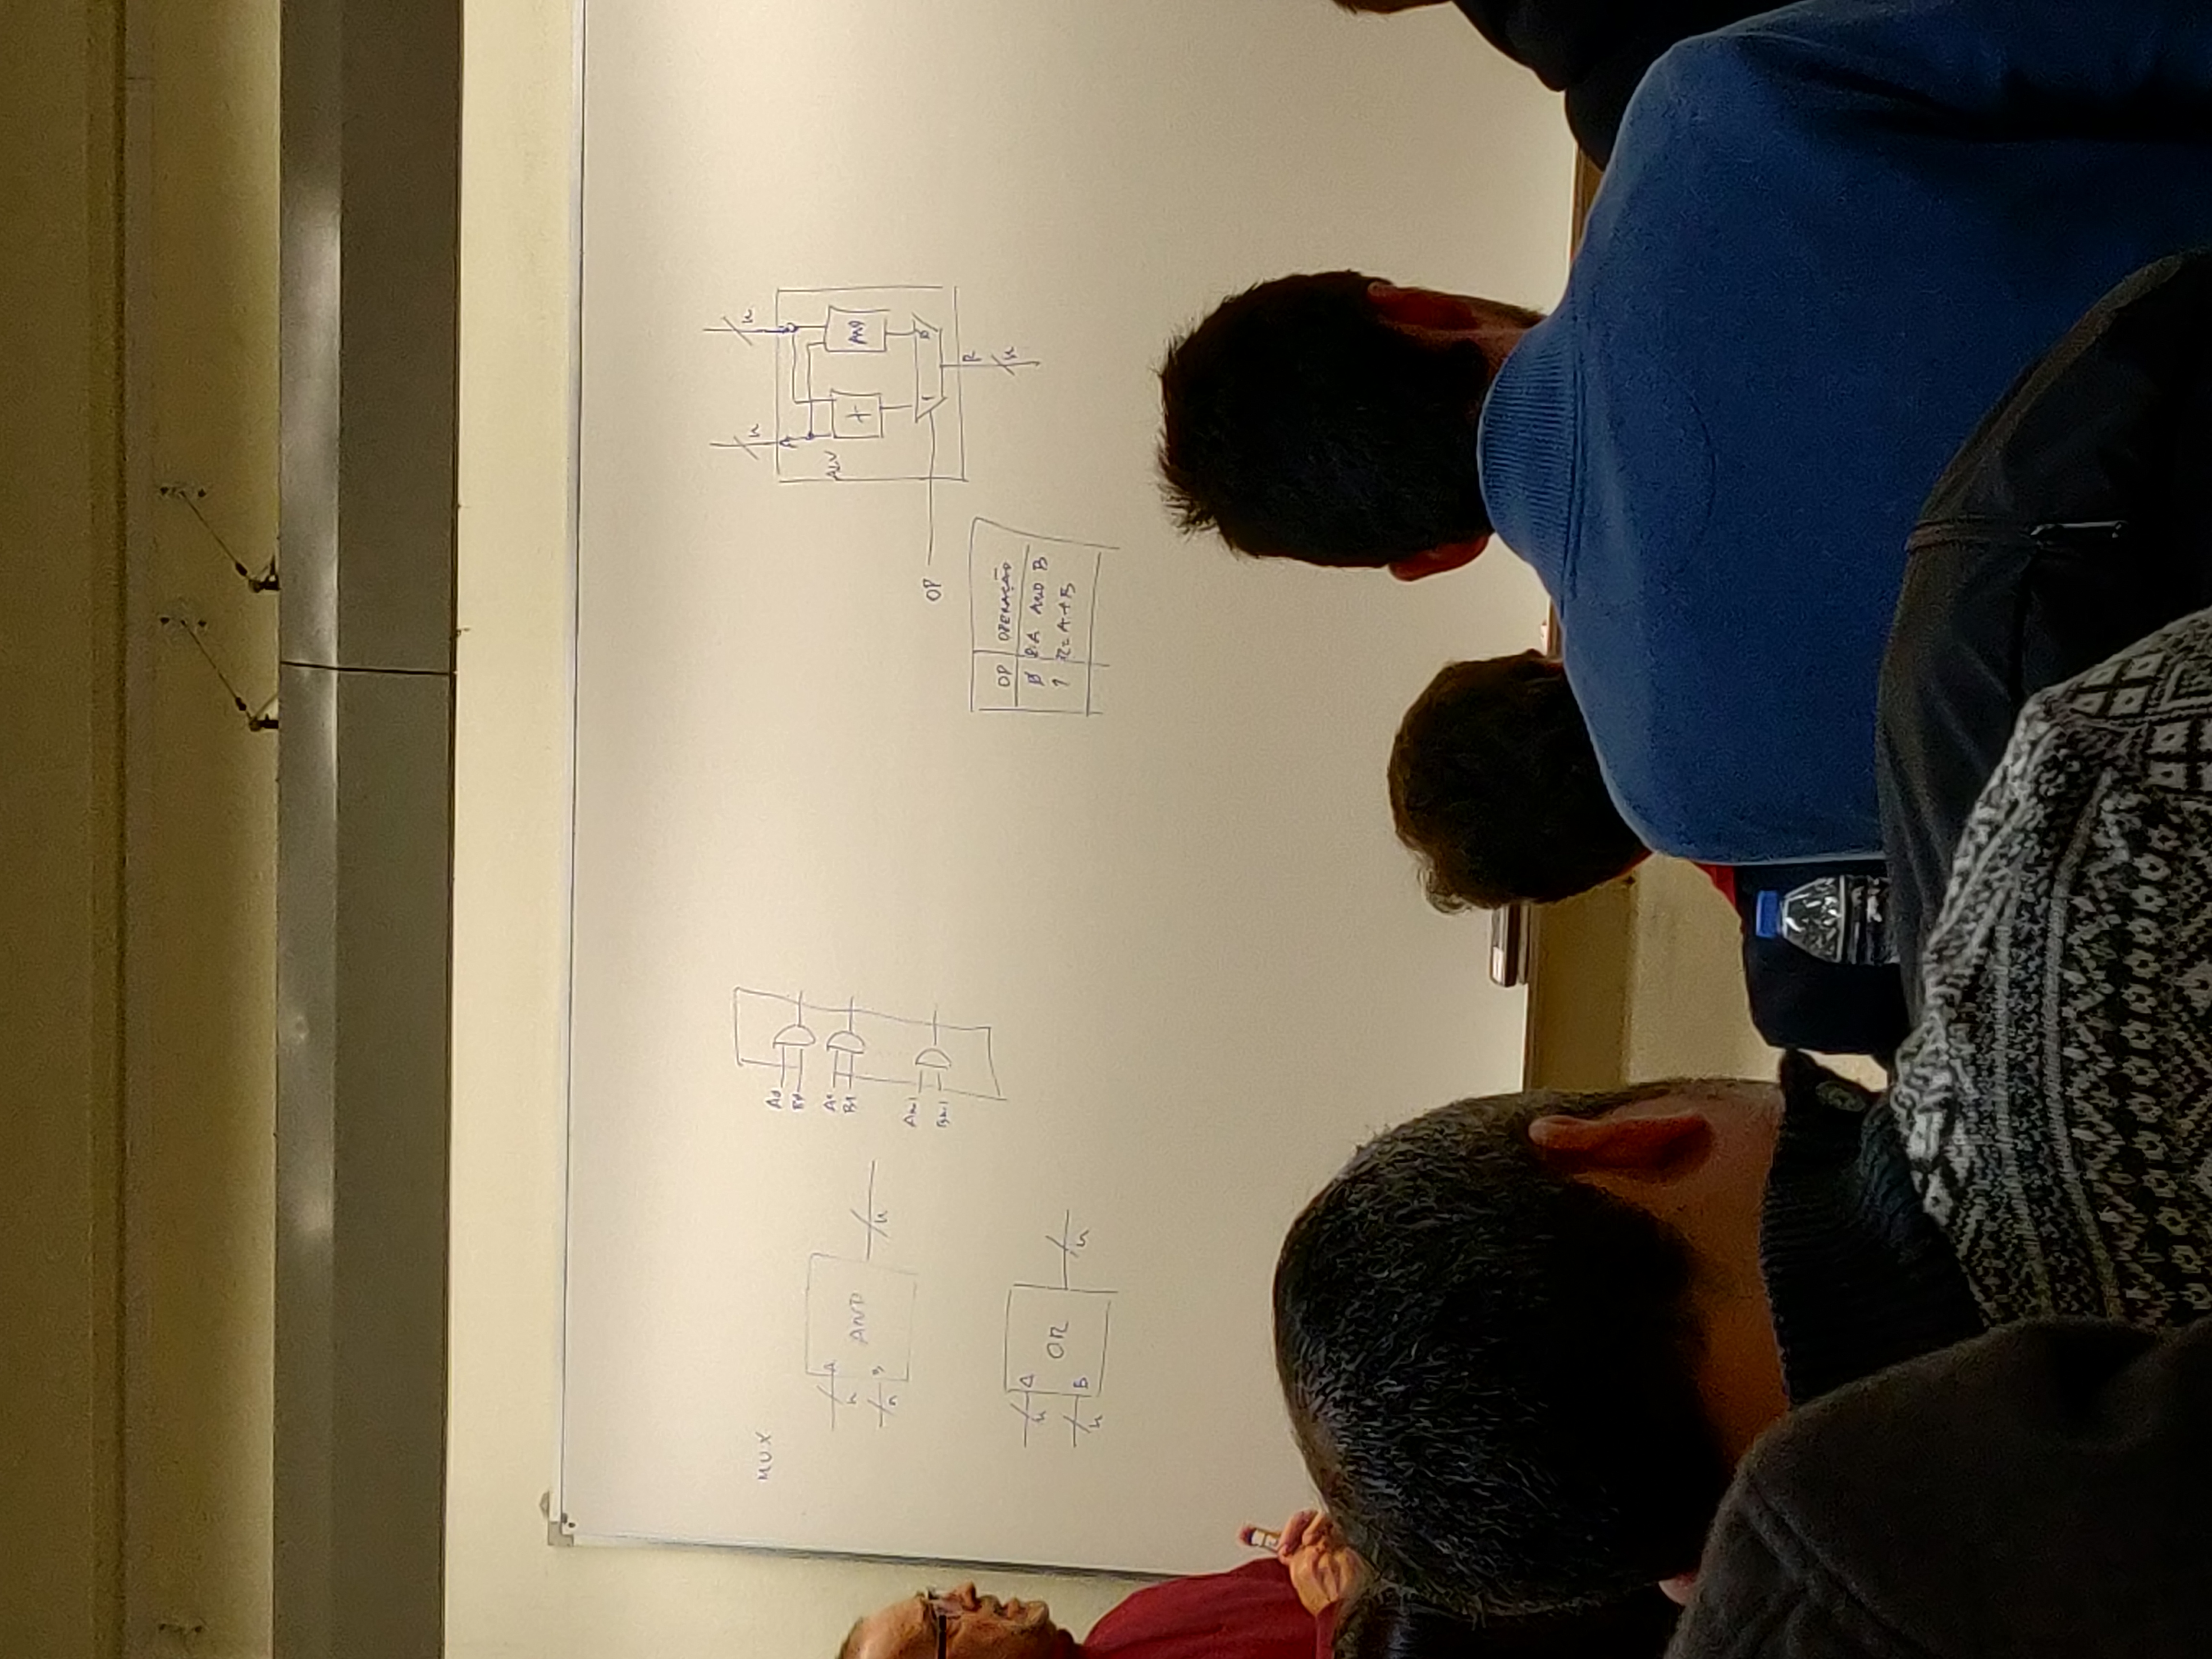 MUX
A
n
B
n
AND
n
A
n
B
n
OR
n
A0
B0
A1
B1
An-1
Bn-1
n
n
A
ALU
+
AND
1
0
OP
R
n
OP OPERAÇÃO
0 R=A AND B
1 R=A+B